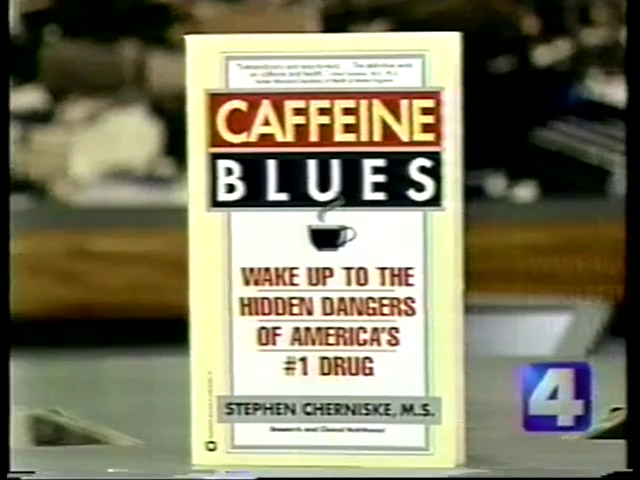 CAFFEINE
BLUES
WAKE UP TO THE
HIDDEN DANGERS
OF AMERICA'S
#1 DRUG
STEPHEN CHERNISKE, M.S.
4